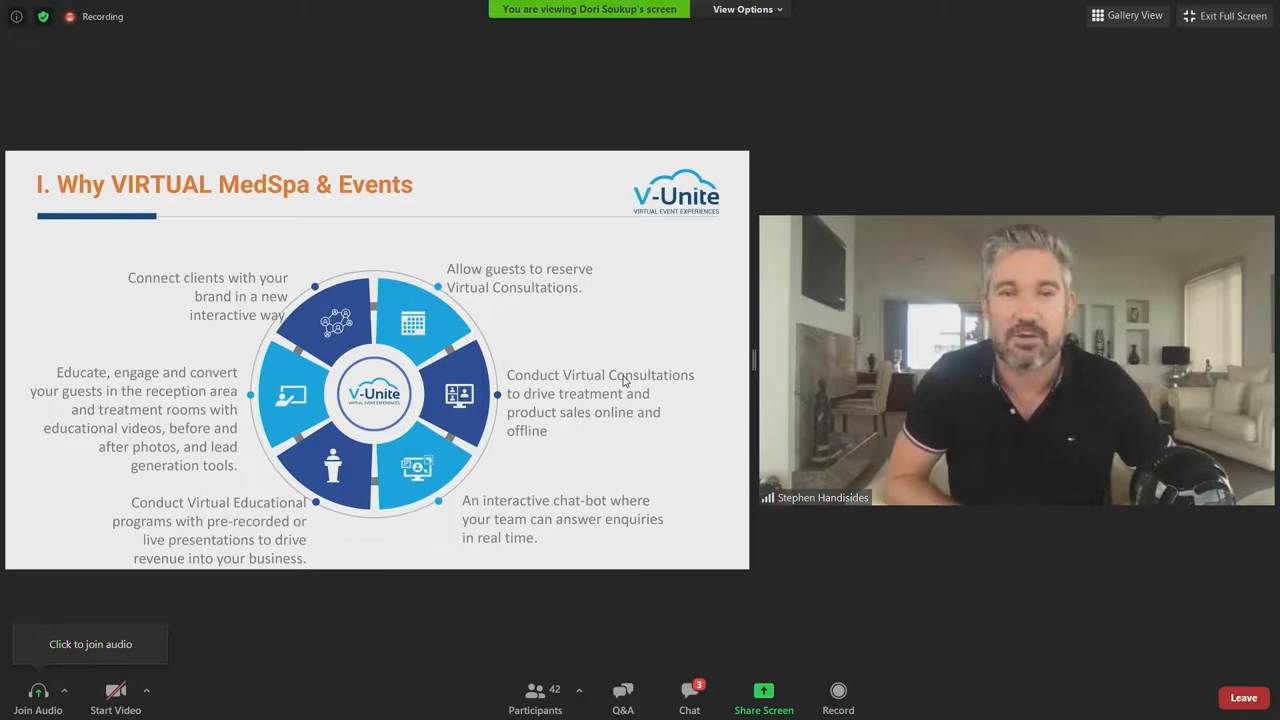 Recording
You are viewing Dori Soukup's screen
View Options
Gallery View
Exit Full Screen
I. Why VIRTUAL MedSpa & Events
V-Unite
VIRTUAL EVENT EXPERIENCES
Connect clients with your
brand in a new
interactive way.
Allow guests to reserve
Virtual Consultations.
Educate, engage and convert
your guests in the reception area
and treatment rooms with
educational videos, before and
after photos, and lead
generation tools.
V-Unite
VIRTUAL EVENT EXPERIENCES
Conduct Virtual Consultations
to drive treatment and
product sales online and
offline
Conduct Virtual Educational
programs with pre-recorded or
live presentations to drive
revenue into your business.
An interactive chat-bot where
your team can answer enquiries
in real time.
Stephen Handisides
Click to join audio
Join Audio
Start Video
42
Participants
Q&A
3
Chat
Share Screen
Record
Leave